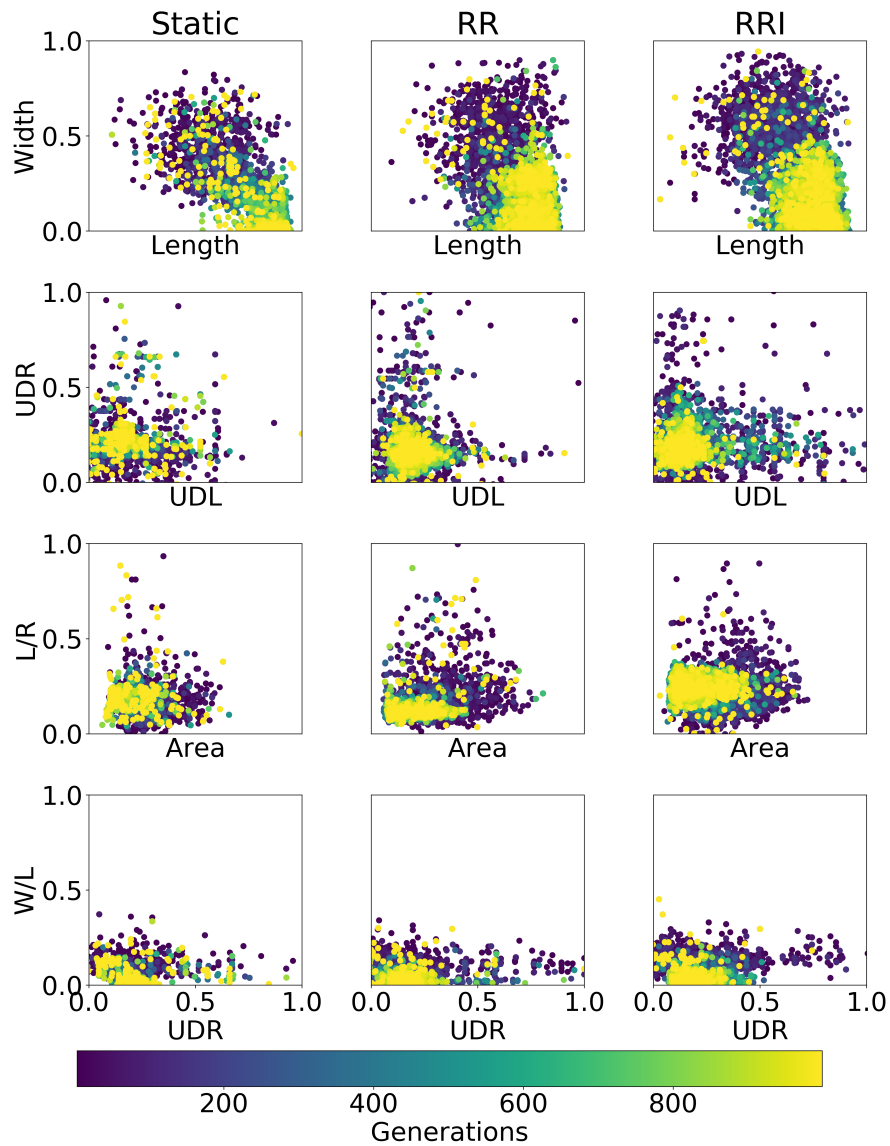 Static RR RRI
1.0
Width 0.5
0.0
Length Length Length
1.0
UDR 0.5
0.0
UDL UDL UDL
1.0
L/R 0.5
0.0
Area Area Area
1.0
W/L 0.5
0.0
0.0 0.5 1.0 0.0 0.5 1.0 0.0 0.5 1.0
UDR UDR UDR
200 400 600 800
Generations